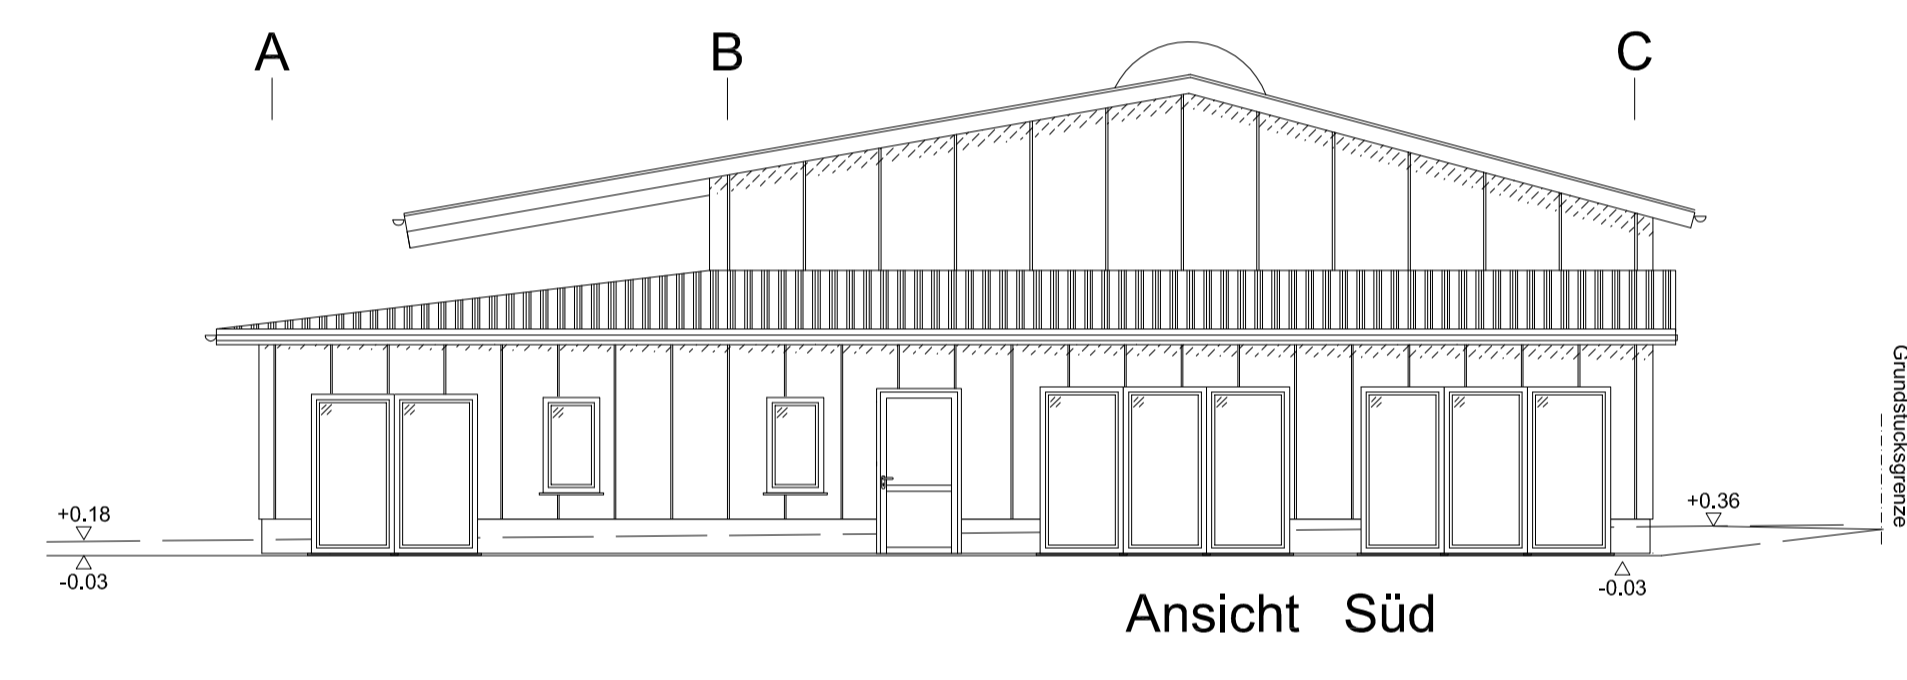 A B C
+0.18
-0.03
+0.36
-0.03
Grundstucksgrenze
Ansicht Süd